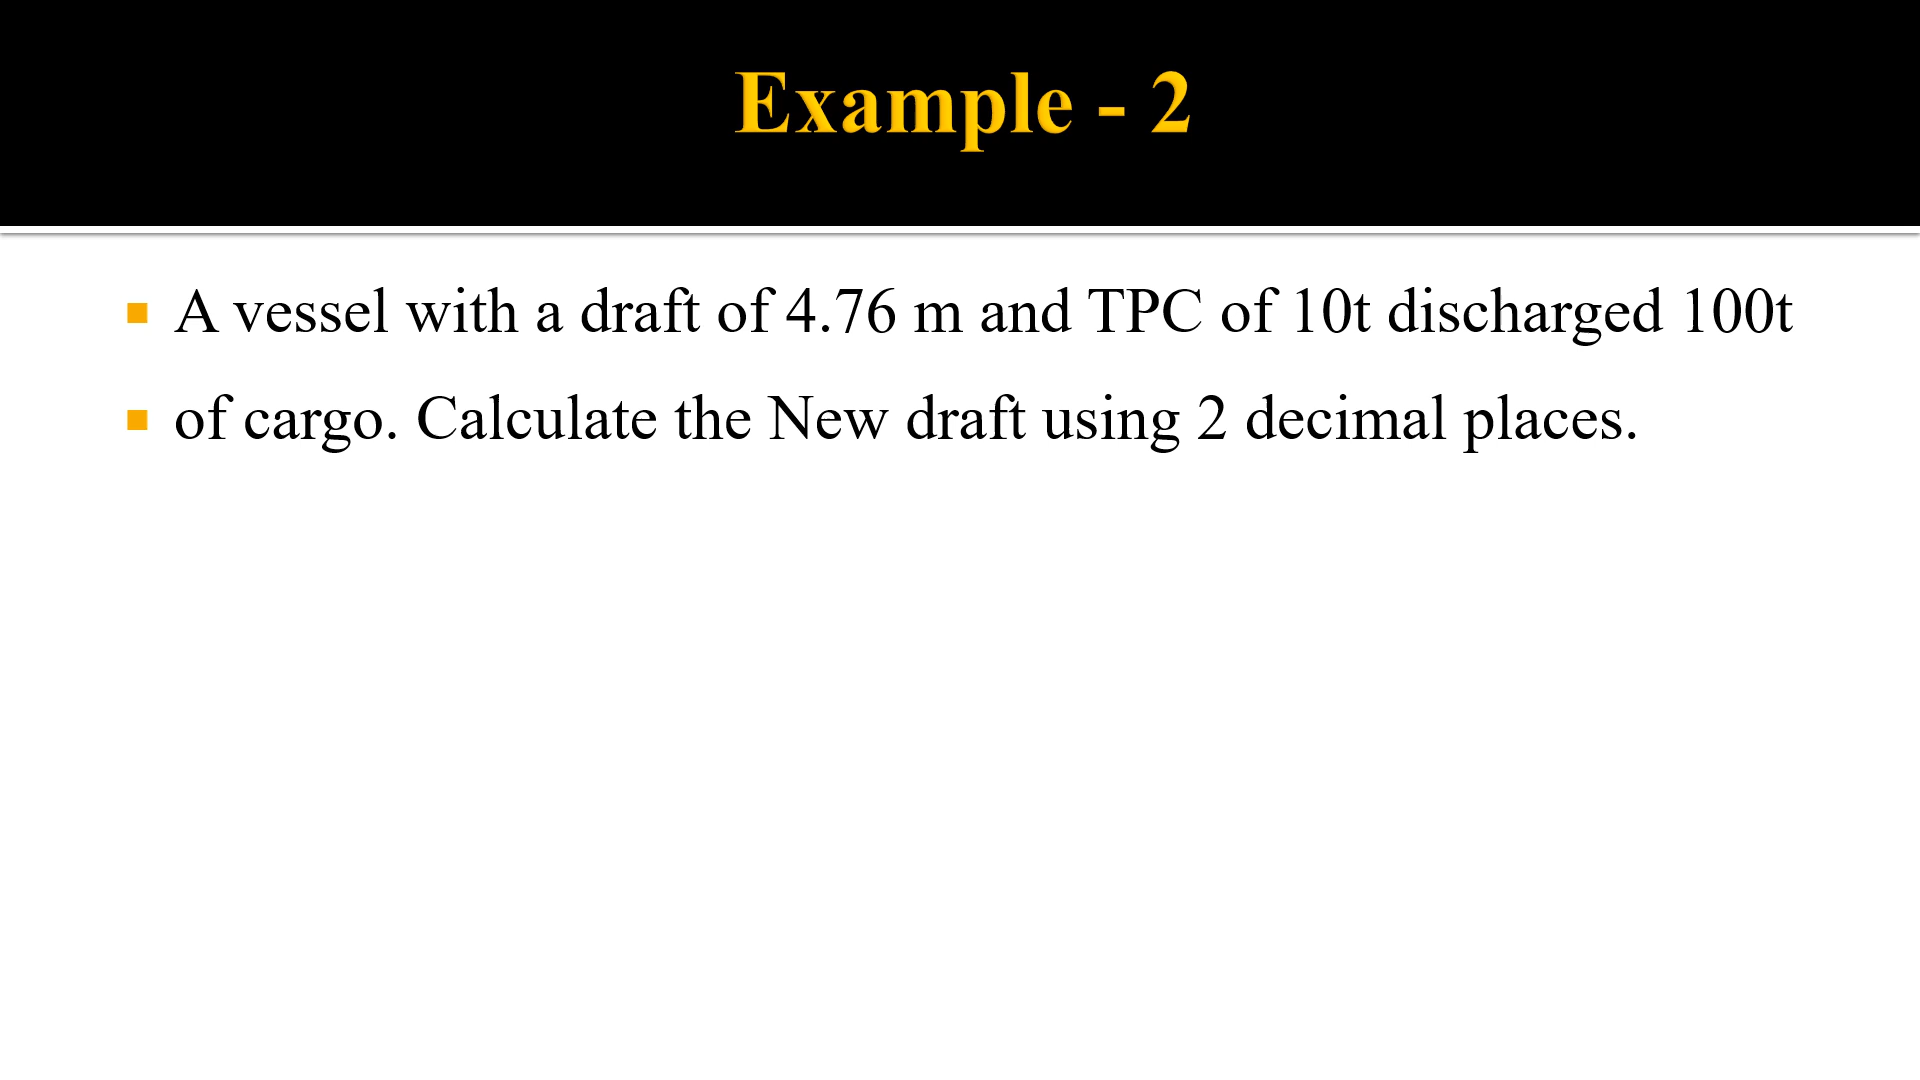 Example - 2
A vessel with a draft of 4.76 m and TPC of 10t discharged 100t
of cargo. Calculate the New draft using 2 decimal places.